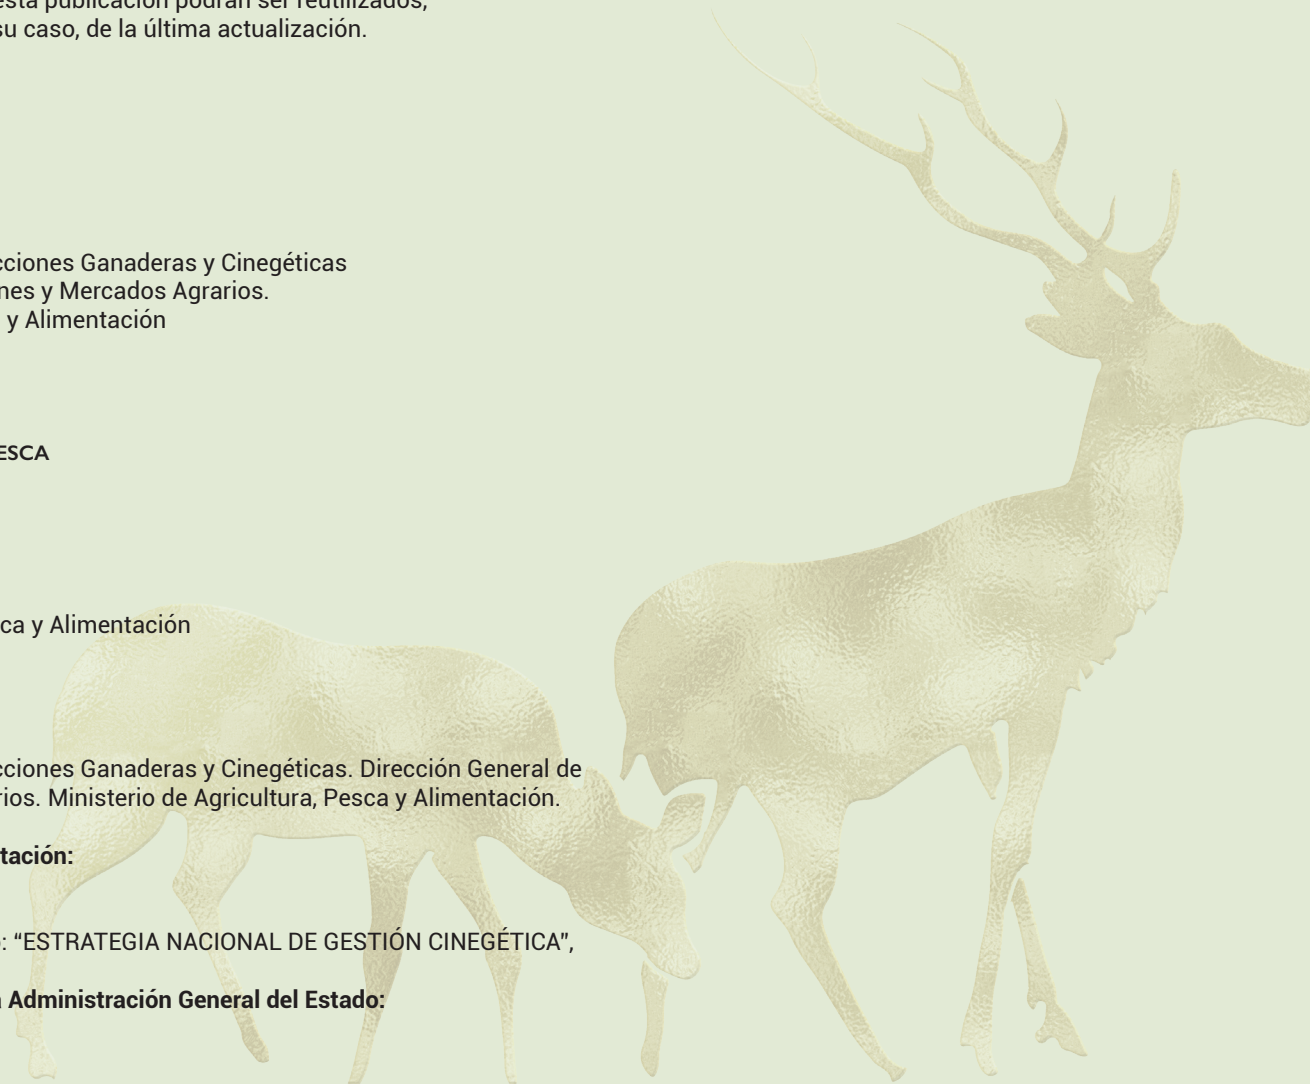 esta publicación podrán ser reutilizados,
su caso, de la última actualización.
cciones Ganaderas y Cinegéticas
nes y Mercados Agrarios.
y Alimentación
ESCA
ca y Alimentación
cciones Ganaderas y Cinegéticas. Dirección General de
rios. Ministerio de Agricultura, Pesca y Alimentación.
tación:
: “ESTRATEGIA NACIONAL DE GESTIÓN CINEGÉTICA”,
a Administración General del Estado: